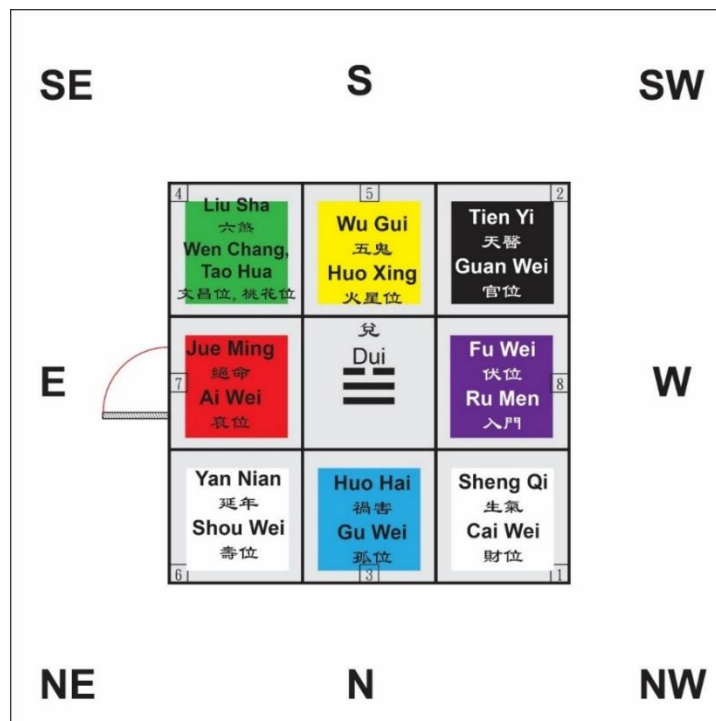 SE
S
SW
4
Liu Sha
六煞
Wen Chang,
Tao Hua
文昌位, 桃花位
5
Wu Gui
五鬼
Huo Xing
火星位
2
Tien Yi
天醫
Guan Wei
官位
E
7
Jue Ming
絕命
Ai Wei
哀位
兌
Dui
8
Fu Wei
伏位
Ru Men
入門
W
6
Yan Nian
延年
Shou Wei
壽位
3
Huo Hai
禍害
Gu Wei
孤位
1
Sheng Qi
生氣
Cai Wei
財位
NE
N
NW